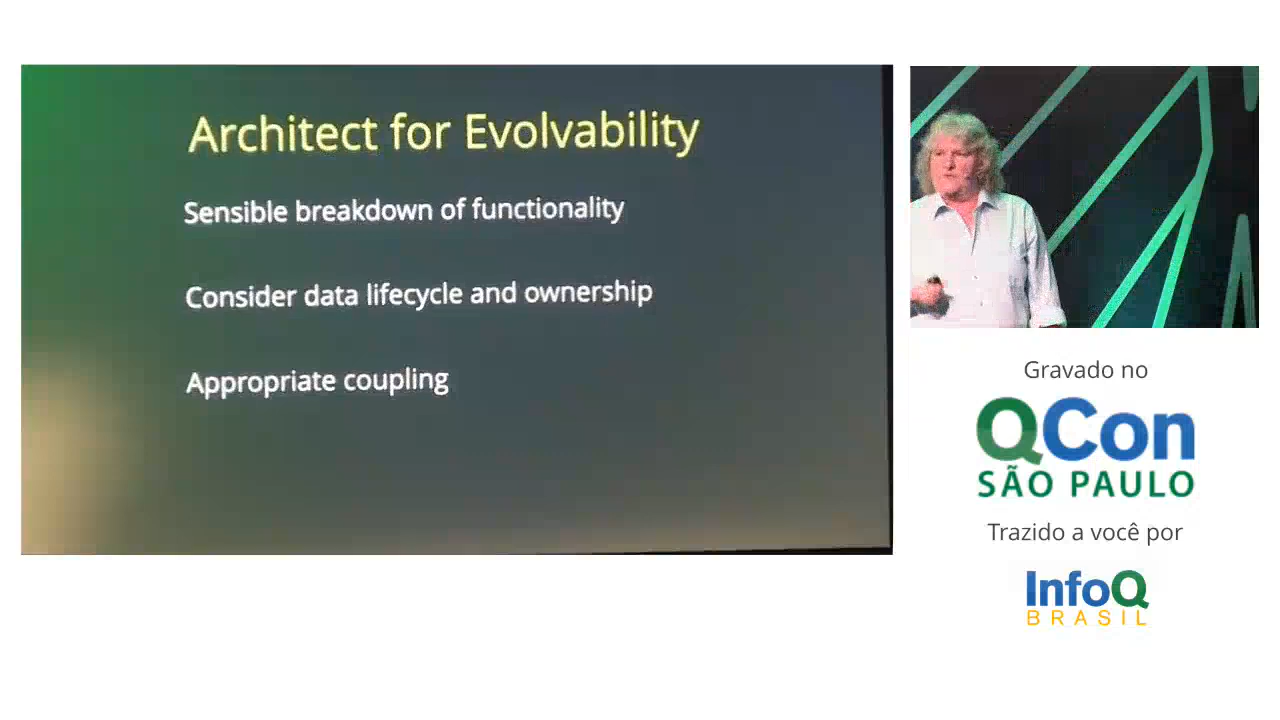 Architect for Evolvability
Sensible breakdown of functionality
Consider data lifecycle and ownership
Appropriate coupling
Gravado no
QCon
SÃO PAULO
Trazido a você por
InfoQ
BRASIL